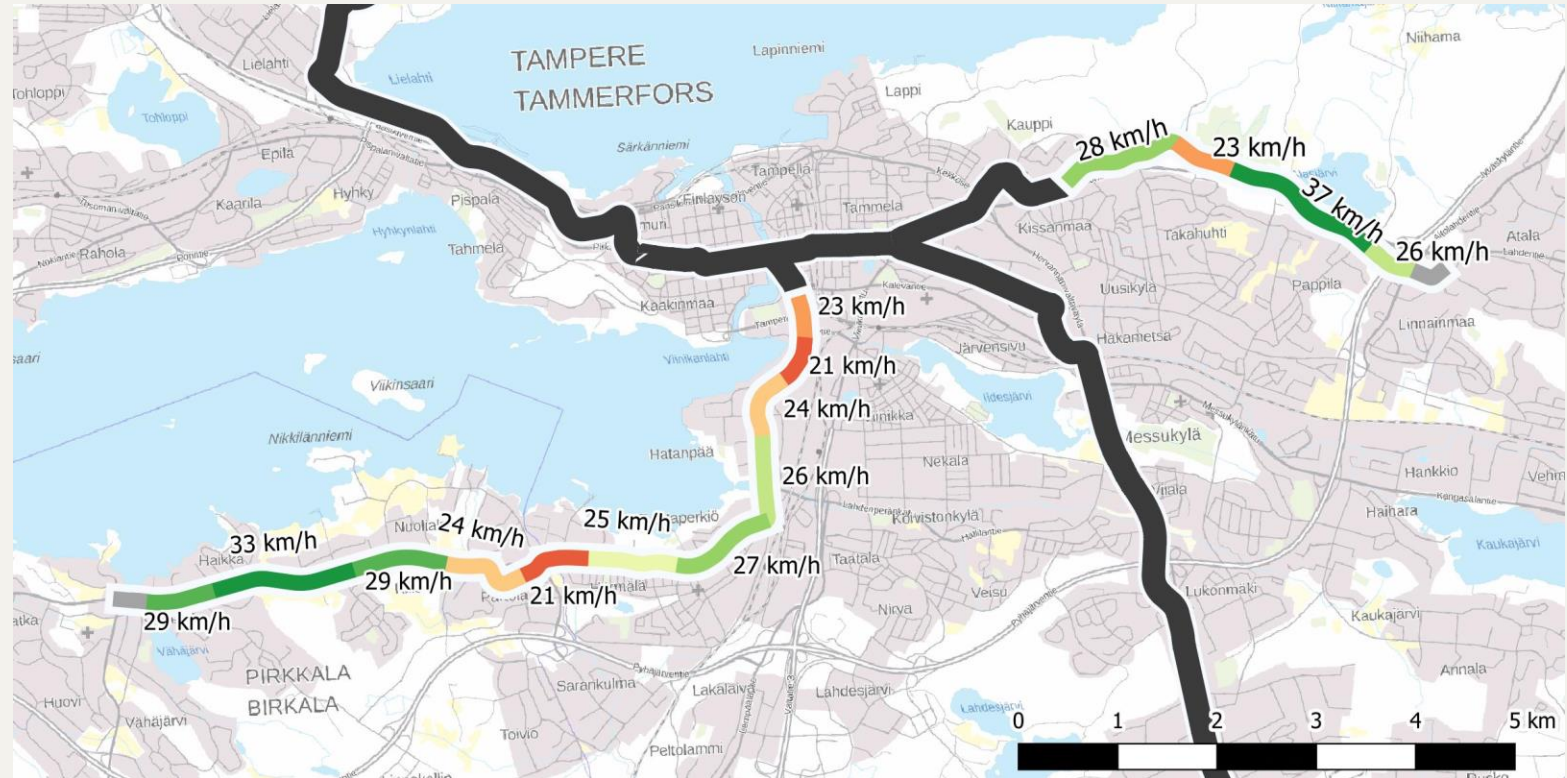 Niihama
Lapinniemi
TAMPERE
TAMMERFORS
Lielahti
Lielahti
Tohloppi
Lappi
Tohloppi
Kauppi
28 km/h
23 km/h
Särkänniemi
Epilä
Tampella
Hyhky
Finlayson
Kaarila
Pispala
Tammela
37 km/h
Kissanmaa
Takahuhti
Atala
Hyhkynlahti
Rahola
Tahmela
26 km/h
Uusikylä
Pappila
Kaakinmaa
23 km/h
Linnainmaa
Hakametsä
Järvensivu
Viinikanlahti
21 km/h
Viikinsaari
Iidesjärvi
24 km/h
Messukylä
Nikkilänniemi
Hatanpää
Nekala
Hankkio
26 km/h
25 km/h
24 km/h
Koivistonkylä
Haihara
33 km/h
Haikka
Kaukajärvi
Taatala
27 km/h
29 km/h
21 km/h
Lukonmäki
Veisu
Nirva
Kaukajärvi
29 km/h
Vähäjärvi
PIRKKALA
BIRKALA
Annala
Sarankulma
Huovi
Lakalaiva
Lahdesjärvi
Lahdesjärvi
Vähäjärvi
0 1 2 3 4 5 km
Toivio
Peltolammi